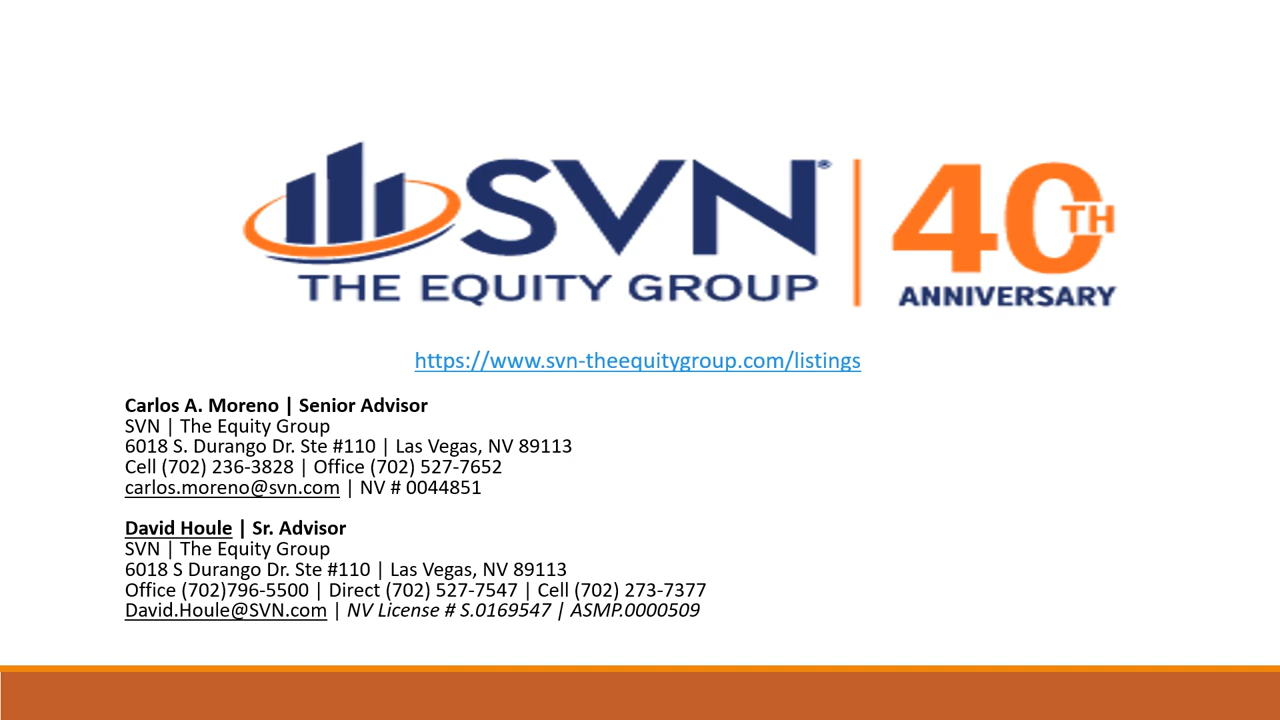 SVN® | 40TH
THE EQUITY GROUP | ANNIVERSARY
https://www.svn-theequitygroup.com/listings
Carlos A. Moreno | Senior Advisor
SVN | The Equity Group
6018 S. Durango Dr. Ste #110 | Las Vegas, NV 89113
Cell (702) 236-3828 | Office (702) 527-7652
carlos.moreno@svn.com | NV # 0044851
David Houle | Sr. Advisor
SVN | The Equity Group
6018 S Durango Dr. Ste #110 | Las Vegas, NV 89113
Office (702)796-5500 | Direct (702) 527-7547 | Cell (702) 273-7377
David.Houle@SVN.com | NV License # S.0169547 | ASMP.0000509